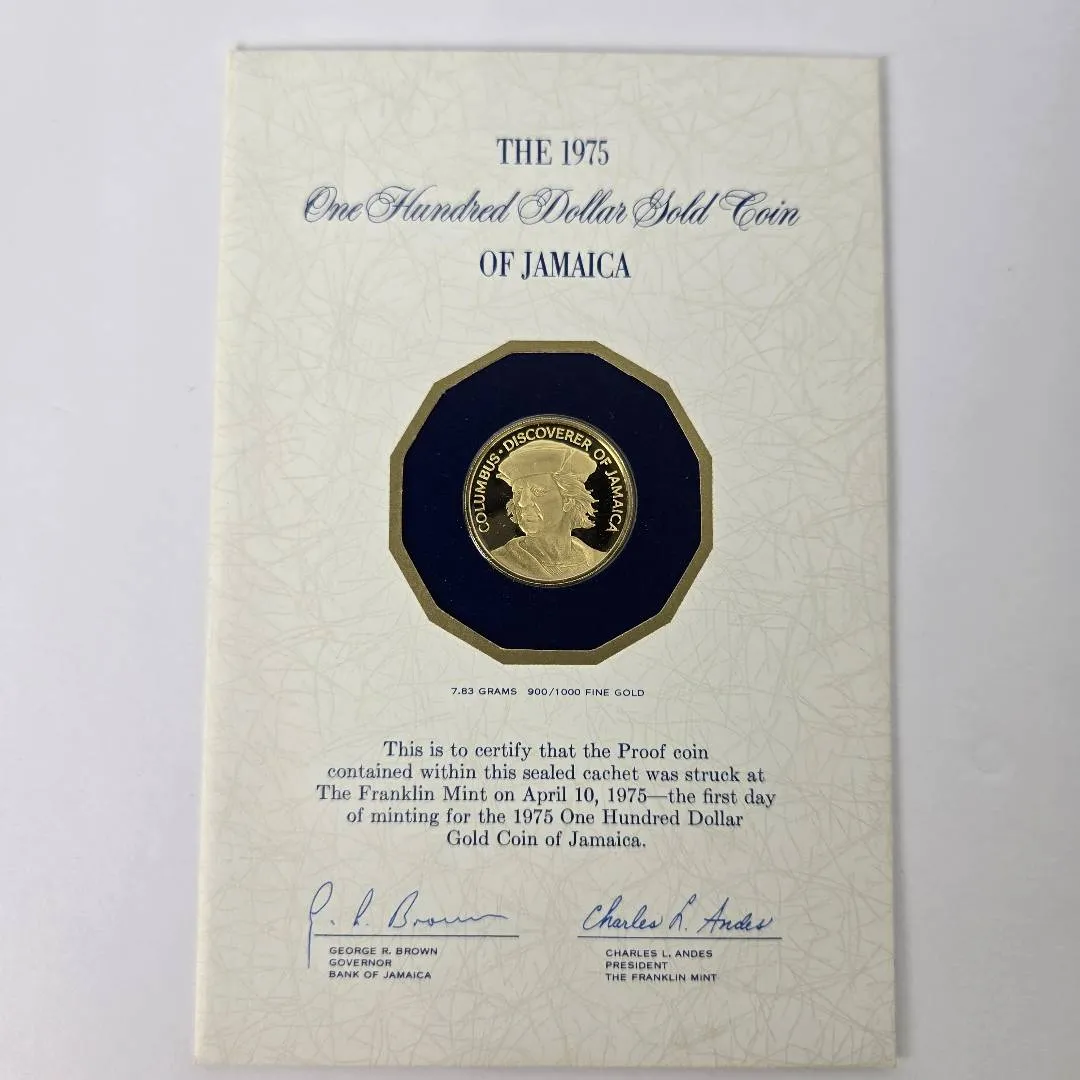 THE 1975
One Hundred Dollar Gold Coin
OF JAMAICA
COLUMBUS • DISCOVERER OF JAMAICA
7.83 GRAMS 900/1000 FINE GOLD
This is to certify that the Proof coin
contained within this sealed cachet was struck at
The Franklin Mint on April 10, 1975—the first day
of minting for the 1975 One Hundred Dollar
Gold Coin of Jamaica.
G. R. Brown
GEORGE R. BROWN
GOVERNOR
BANK OF JAMAICA
Charles L. Andes
CHARLES L. ANDES
PRESIDENT
THE FRANKLIN MINT